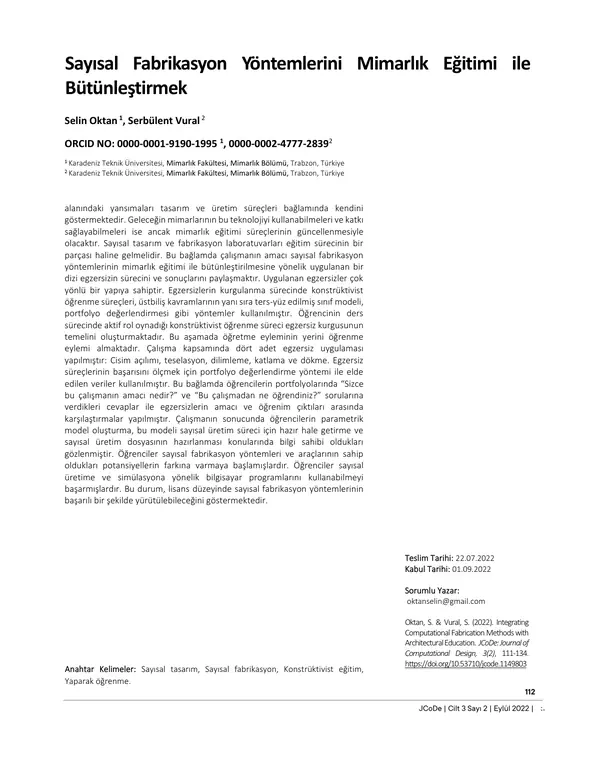 Sayısal Fabrikasyon Yöntemlerini Mimarlık Eğitimi ile
Bütünleştirmek
Selin Oktan ¹, Serbülent Vural ²
ORCID NO: 0000-0001-9190-1995 ¹, 0000-0002-4777-2839²
¹ Karadeniz Teknik Üniversitesi, Mimarlık Fakültesi, Mimarlık Bölümü, Trabzon, Türkiye
² Karadeniz Teknik Üniversitesi, Mimarlık Fakültesi, Mimarlık Bölümü, Trabzon, Türkiye
alanındaki yansımaları tasarım ve üretim süreçleri bağlamında kendini
göstermektedir. Geleceğin mimarlarının bu teknolojiyi kullanabilmeleri ve katkı
sağlayabilmeleri ise ancak mimarlık eğitimi süreçlerinin güncellenmesiyle
olacaktır. Sayısal tasarım ve fabrikasyon laboratuvarları eğitim sürecinin bir
parçası haline gelmelidir. Bu bağlamda çalışmanın amacı sayısal fabrikasyon
yöntemlerinin mimarlık eğitimi ile bütünleştirilmesine yönelik uygulanan bir
dizi egzersizin sürecini ve sonuçlarını paylaşmaktır. Uygulanan egzersizler çok
yönlü bir yapıya sahiptir. Egzersizlerin kurgulanma sürecinde konstrüktivist
öğrenme süreçleri, üstbiliş kavramlarının yanı sıra ters-yüz edilmiş sınıf modeli,
portfolyo değerlendirmesi gibi yöntemler kullanılmıştır. Öğrencinin ders
sürecinde aktif rol oynadığı konstrüktivist öğrenme süreci egzersiz kurgusunun
temelini oluşturmaktadır. Bu aşamada öğretme eyleminin yerini öğrenme
eylemi almaktadır. Çalışma kapsamında dört adet egzersiz uygulaması
yapılmıştır: Cisim açılımı, teselasyon, dilimleme, katlama ve dökme. Egzersiz
süreçlerinin başarısını ölçmek için portfolyo değerlendirme yöntemi ile elde
edilen veriler kullanılmıştır. Bu bağlamda öğrencilerin portfolyolarında “Sizce
bu çalışmanın amacı nedir?” ve “Bu çalışmadan ne öğrendiniz?” sorularına
verdikleri cevaplar ile egzersizlerin amacı ve öğrenim çıktıları arasında
karşılaştırmalar yapılmıştır. Çalışmanın sonucunda öğrencilerin parametrik
model oluşturma, bu modeli sayısal üretim süreci için hazır hale getirme ve
sayısal üretim dosyasının hazırlanması konularında bilgi sahibi oldukları
gözlenmiştir. Öğrenciler sayısal fabrikasyon yöntemleri ve araçlarının sahip
oldukları potansiyellerin farkına varmaya başlamışlardır. Öğrenciler sayısal
üretime ve simülasyona yönelik bilgisayar programlarını kullanabilmeyi
başarmışlardır. Bu durum, lisans düzeyinde sayısal fabrikasyon yöntemlerinin
başarılı bir şekilde yürütülebileceğini göstermektedir.
Teslim Tarihi: 22.07.2022
Kabul Tarihi: 01.09.2022
Sorumlu Yazar:
oktanselin@gmail.com
Oktan, S. & Vural, S. (2022). Integrating
Computational Fabrication Methods with
Architectural Education. JCoDe: Journal of
Computational Design, 3(2), 111-134.
https://doi.org/10.53710/jcode.1149803
Anahtar Kelimeler: Sayısal tasarım, Sayısal fabrikasyon, Konstrüktivist eğitim,
Yaparak öğrenme.
112
JCoDe | Cilt 3 Sayı 2 | Eylül 2022 | :.